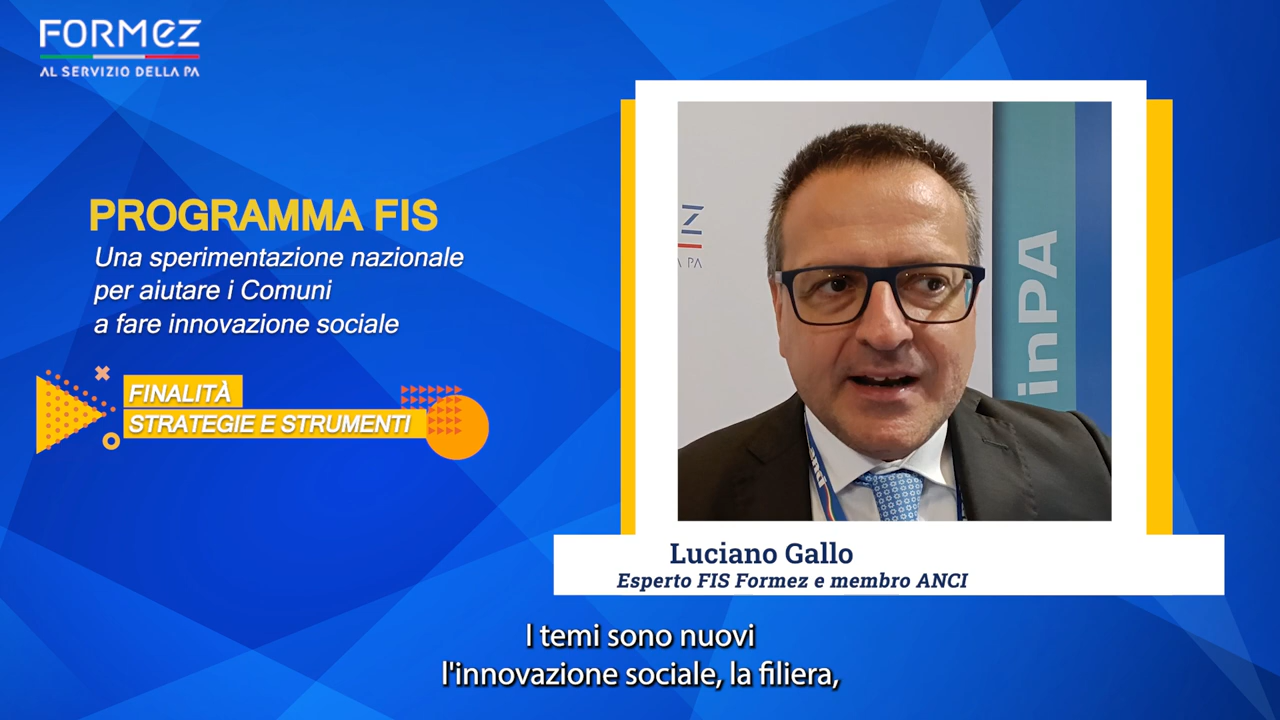 FORMEZ
AL SERVIZIO DELLA PA
PROGRAMMA FIS
Una sperimentazione nazionale
per aiutare i Comuni
a fare innovazione sociale
FINALITÀ
STRATEGIE E STRUMENTI
inPA
Luciano Gallo
Esperto FIS Formez e membro ANCI
I temi sono nuovi
l'innovazione sociale, la filiera,